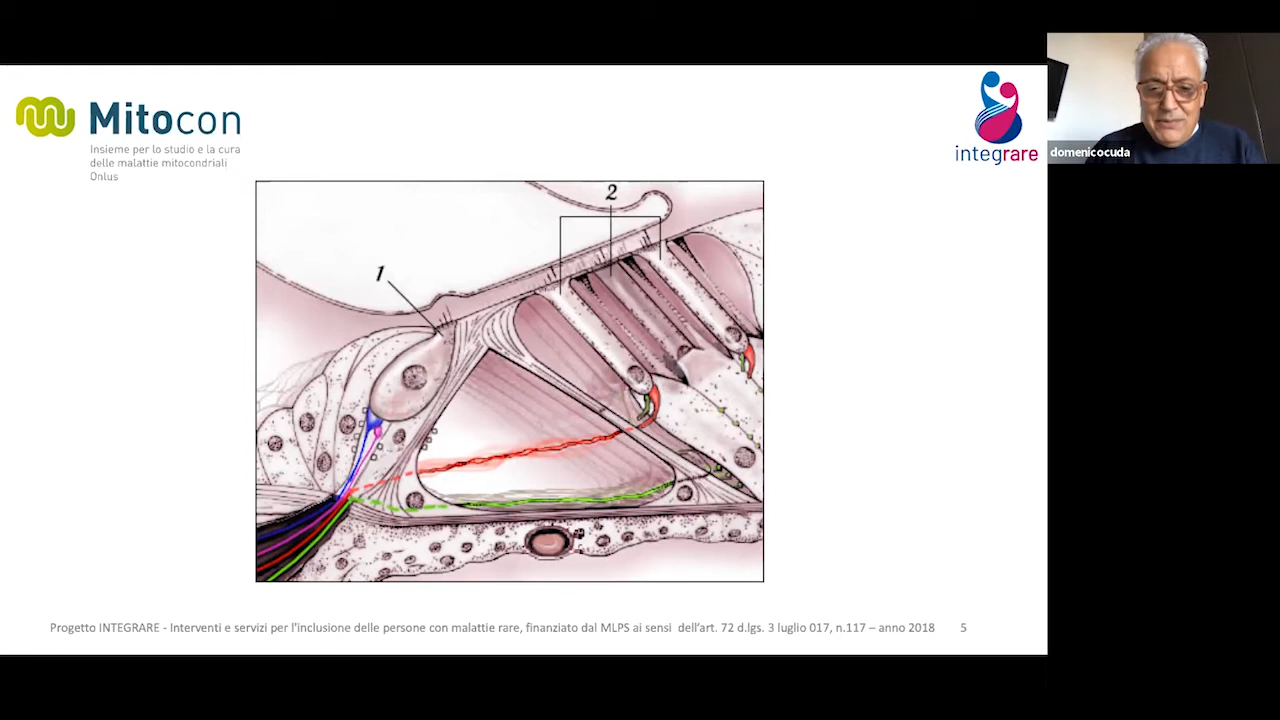 Mitocon
Insieme per lo studio e la cura
delle malattie mitocondriali
Onlus
integrare
domenicocuda
2
1
Progetto INTEGRARE - Interventi e servizi per l'inclusione delle persone con malattie rare, finanziato dal MLPS ai sensi dell'art. 72 d.lgs. 3 luglio 017, n.117 – anno 2018 5